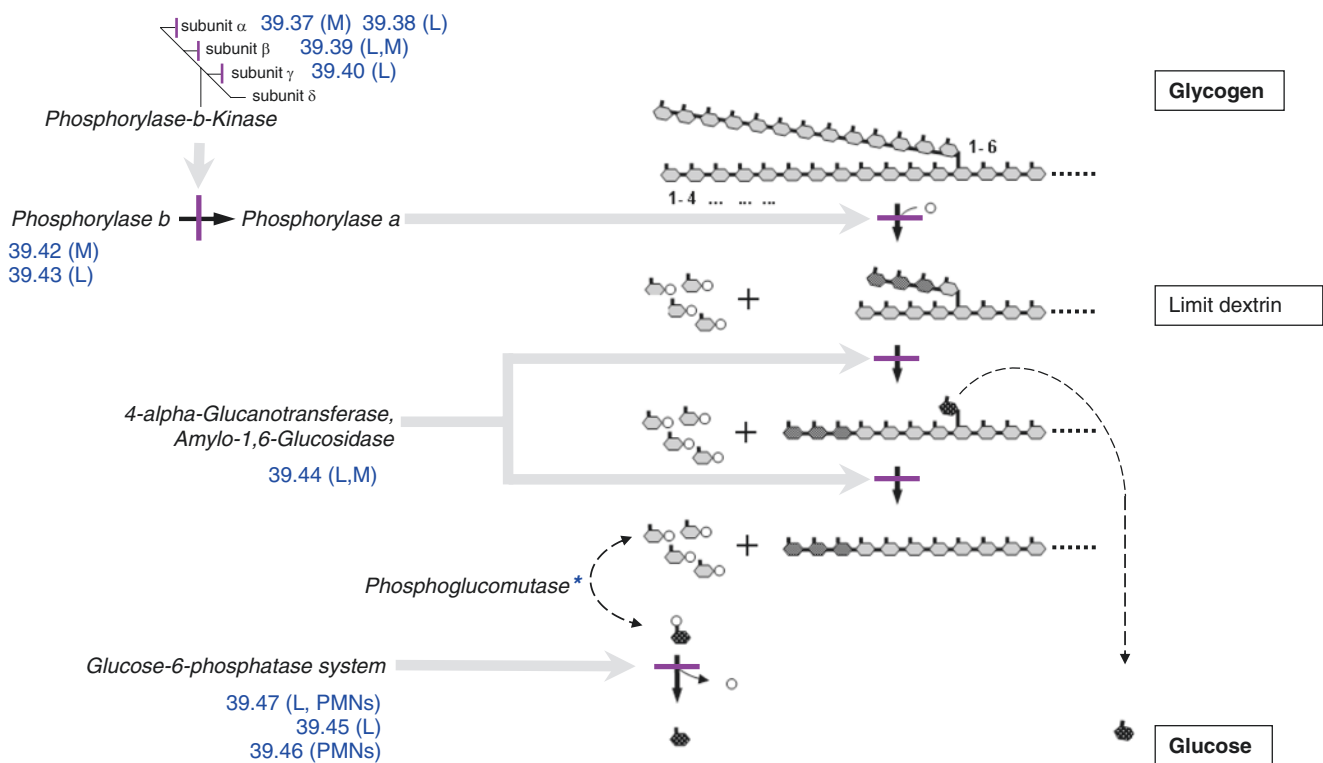 subunit α 39.37 (M) 39.38 (L)
subunit β 39.39 (L,M)
subunit γ 39.40 (L)
subunit δ
Phosphorylase-b-Kinase
Glycogen
1-6
1-4 ... ... ...
Phosphorylase b
Phosphorylase a
39.42 (M)
39.43 (L)
+
Limit dextrin
4-alpha-Glucanotransferase,
Amylo-1,6-Glucosidase
+
39.44 (L,M)
+
Phosphoglucomutase*
Glucose-6-phosphatase system
39.47 (L, PMNs)
39.45 (L)
39.46 (PMNs)
Glucose